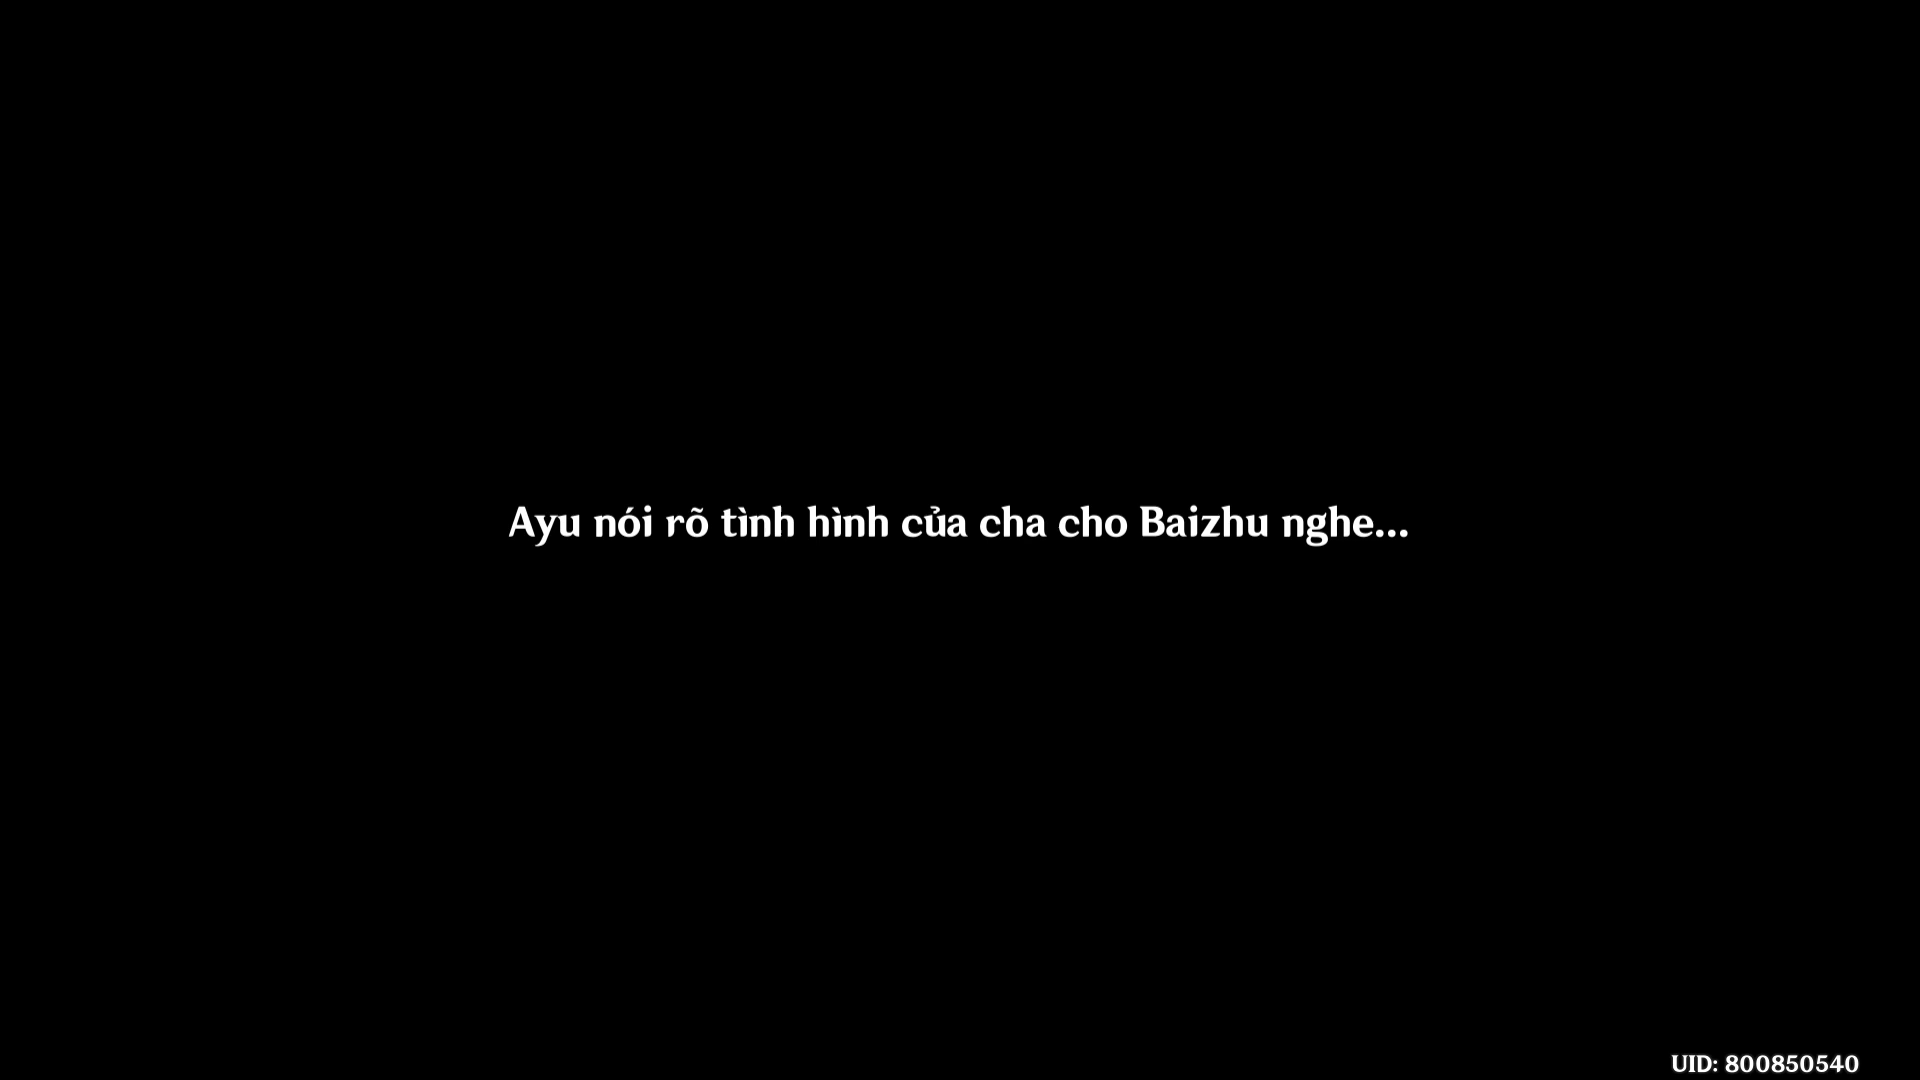 Ayu nói rõ tình hình của cha cho Baizhu nghe...
UID: 800850540